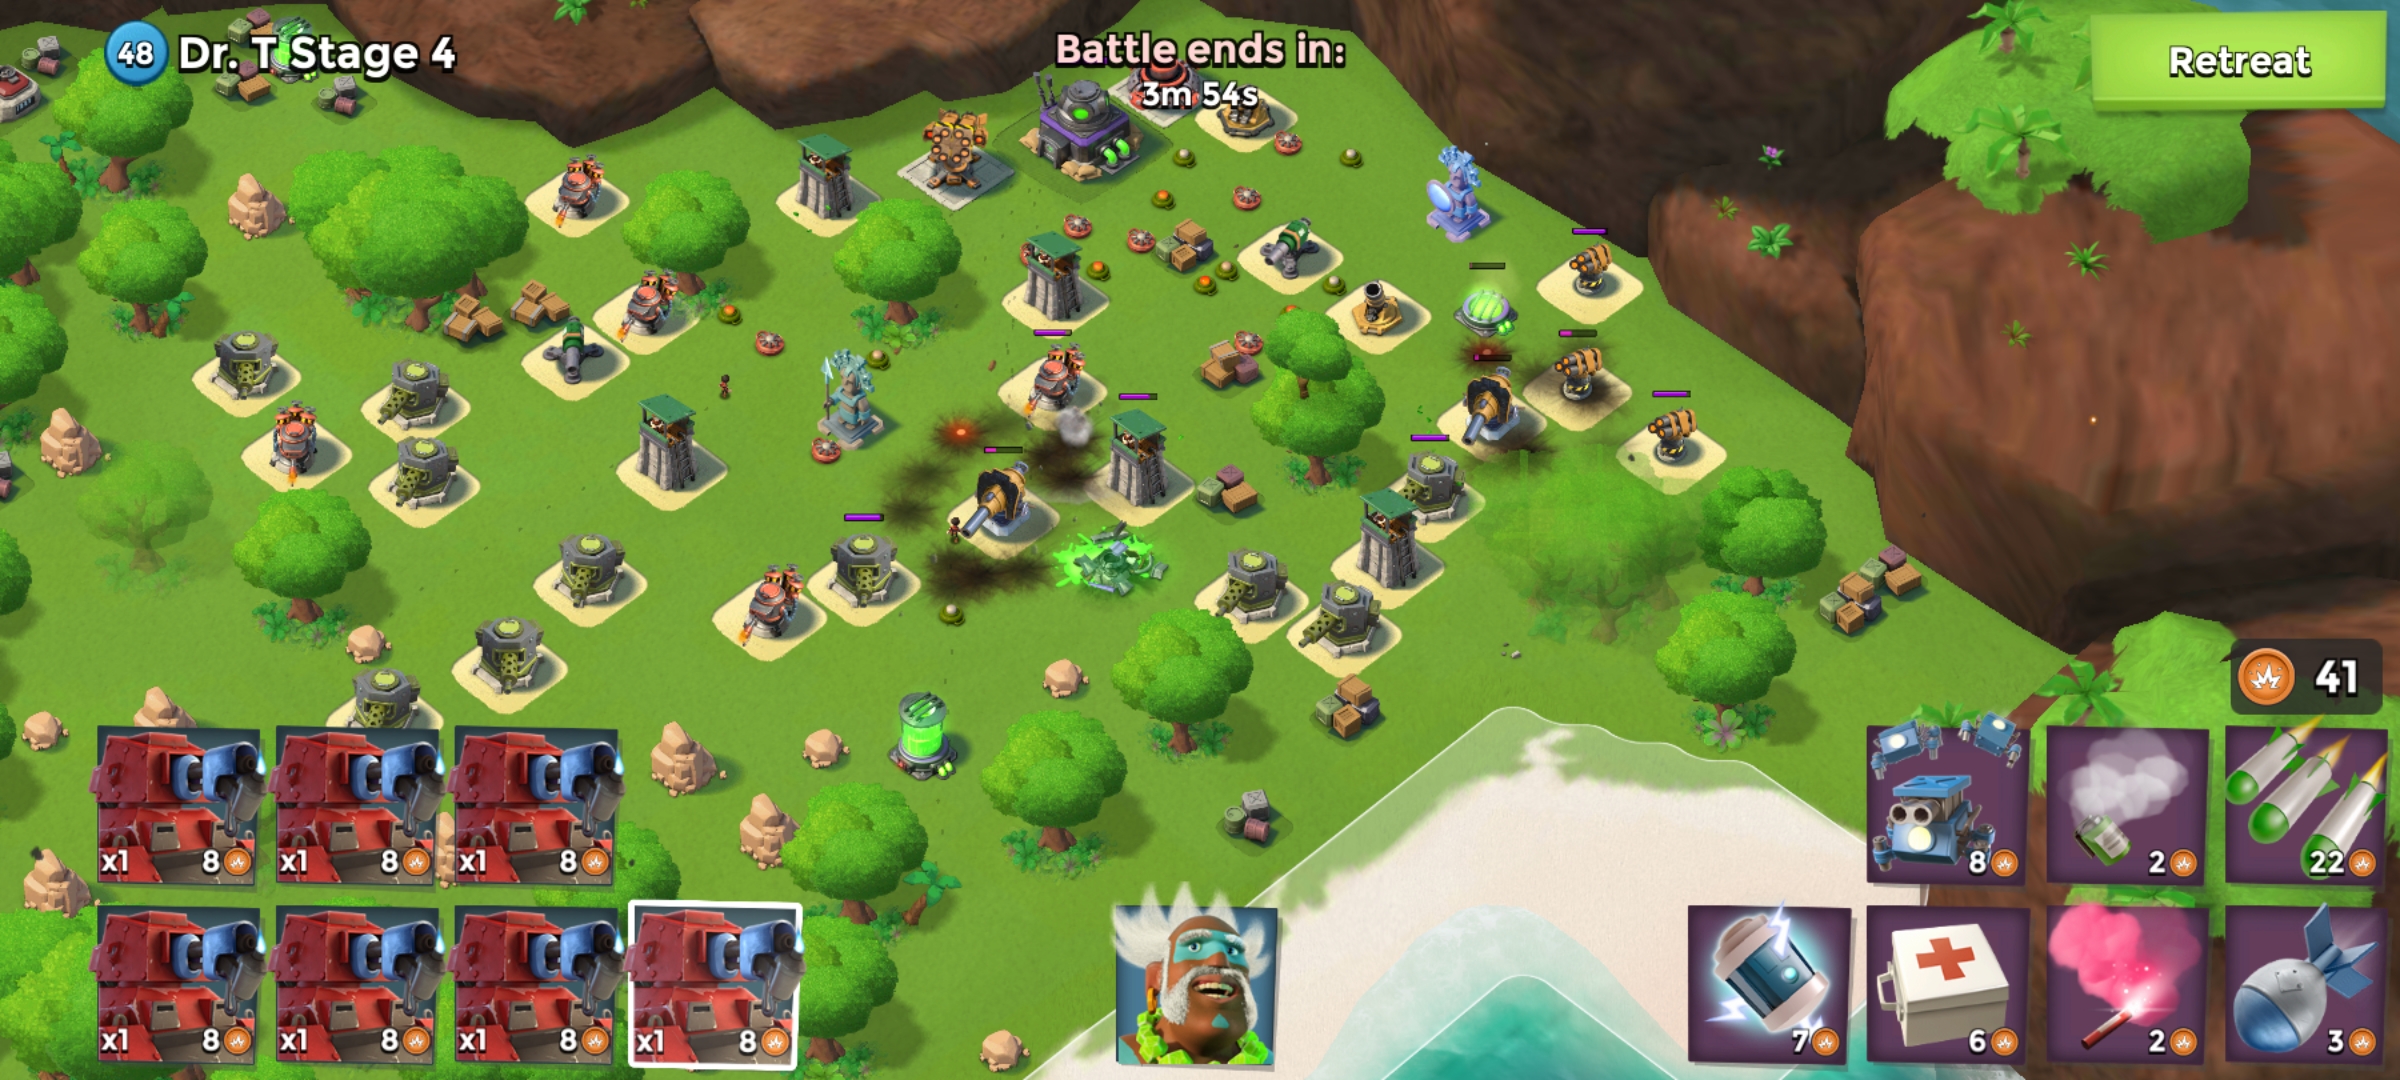 48 Dr. T Stage 4
Battle ends in:
3m 54s
Retreat
41
x1 8
x1 8
x1 8
8
2
22
x1 8
x1 8
x1 8
x1 8
7
6
2
3